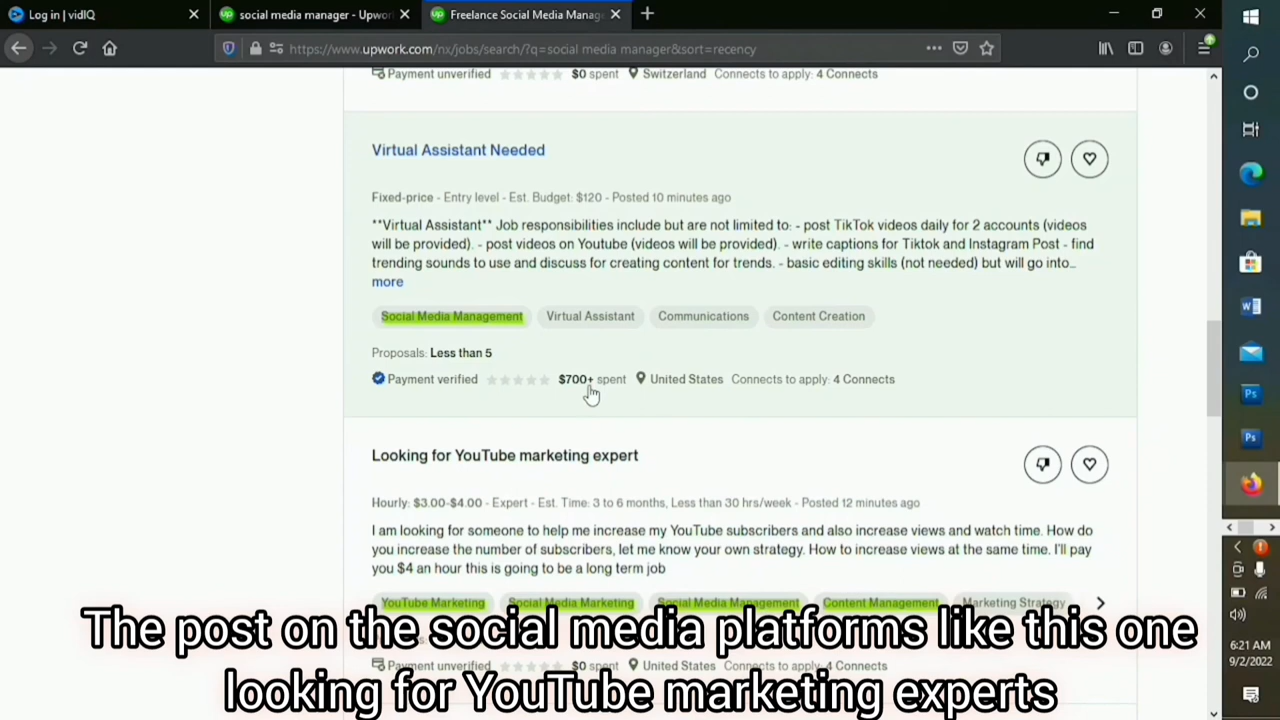 Log in | vidIQ
social media manager - Upwor
Freelance Social Media Manag
https://www.upwork.com/nx/jobs/search/?q=social media manager&sort=recency
Payment unverified $0 spent Switzerland Connects to apply: 4 Connects
Virtual Assistant Needed
Fixed-price - Entry level - Est. Budget: $120 - Posted 10 minutes ago
**Virtual Assistant** Job responsibilities include but are not limited to: - post TikTok videos daily for 2 accounts (videos
will be provided). - post videos on Youtube (videos will be provided). - write captions for Tiktok and Instagram Post - find
trending sounds to use and discuss for creating content for trends. - basic editing skills (not needed) but will go into...
more
Social Media Management Virtual Assistant Communications Content Creation
Proposals: Less than 5
Payment verified $700+ spent United States Connects to apply: 4 Connects
Looking for YouTube marketing expert
Hourly: $3.00-$4.00 - Expert - Est. Time: 3 to 6 months, Less than 30 hrs/week - Posted 12 minutes ago
I am looking for someone to help me increase my YouTube subscribers and also increase views and watch time. How do
you increase the number of subscribers, let me know your own strategy. How to increase views at the same time. I'll pay
you $4 an hour this is going to be a long term job
YouTube Marketing Social Media Marketing Social Media Management Content Management Marketing Strategy
The post on the social media platforms like this one
looking for YouTube marketing experts
Payment unverified $0 spent United States Connects to apply: 4 Connects
6:21 AM
9/2/2022